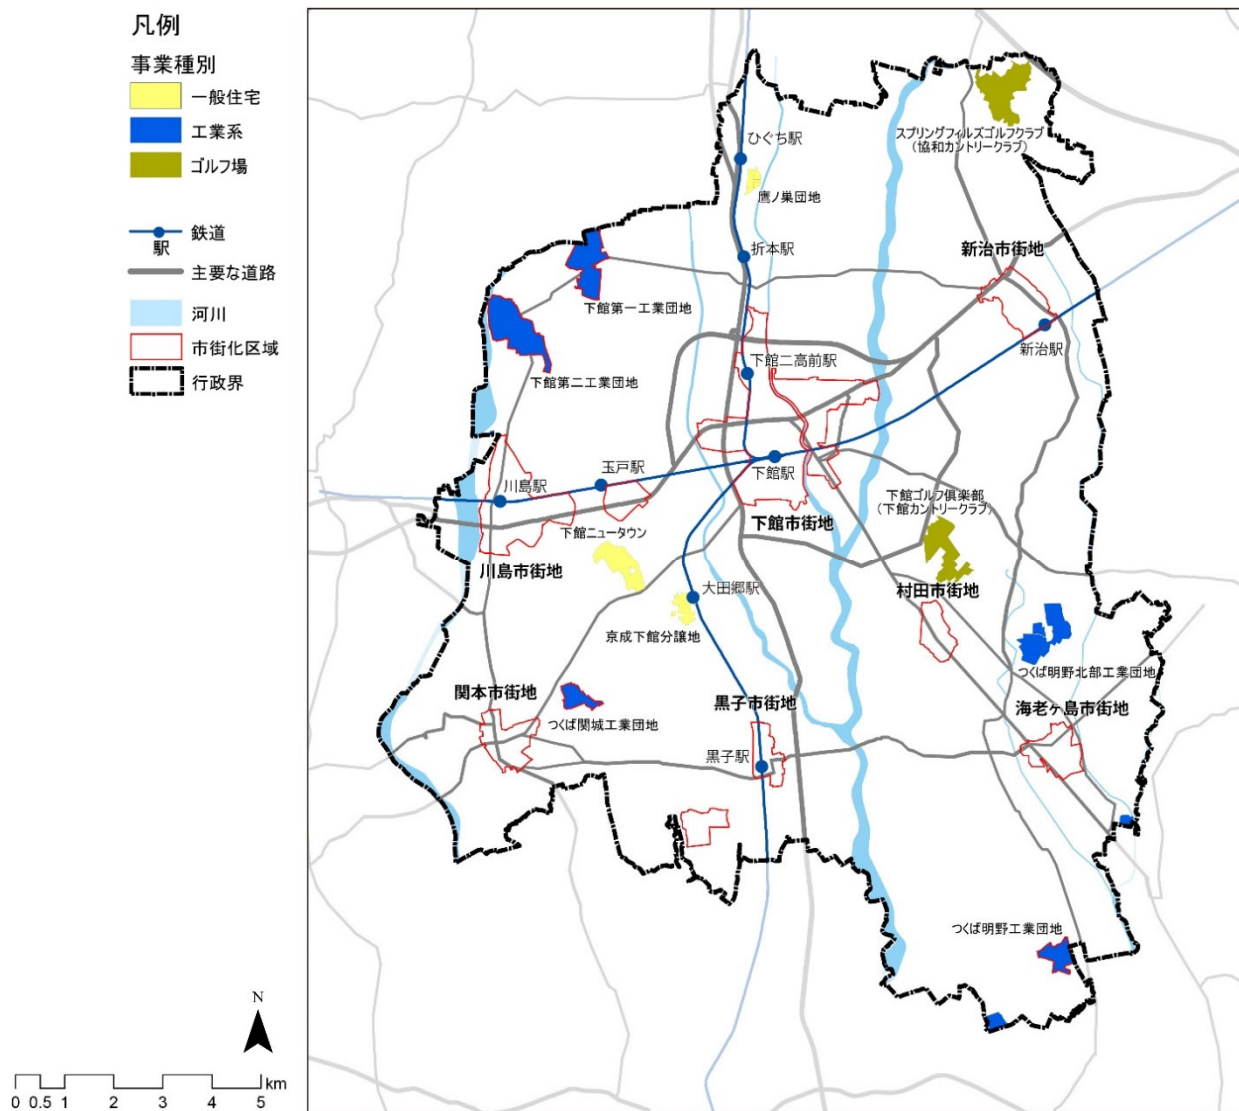 凡例
事業種別
一般住宅
工業系
ゴルフ場
駅
鉄道
主要な道路
河川
市街化区域
行政界
ひぐち駅
鷹ノ巣団地
折本駅
スプリングフィルズゴルフクラブ
（協和カントリークラブ）
新治市街地
新治駅
下館第一工業団地
下館第二工業団地
下館二高前駅
下館駅
玉戸駅
川島駅
下館ニュータウン
下館市街地
川島市街地
下館ゴルフ倶楽部
（下館カントリークラブ）
村田市街地
大田郷駅
京成下館分譲地
つくば明野北部工業団地
関本市街地
つくば関城工業団地
黒子市街地
黒子駅
海老ヶ島市街地
つくば明野工業団地
N
km
0 0.5 1 2 3 4 5